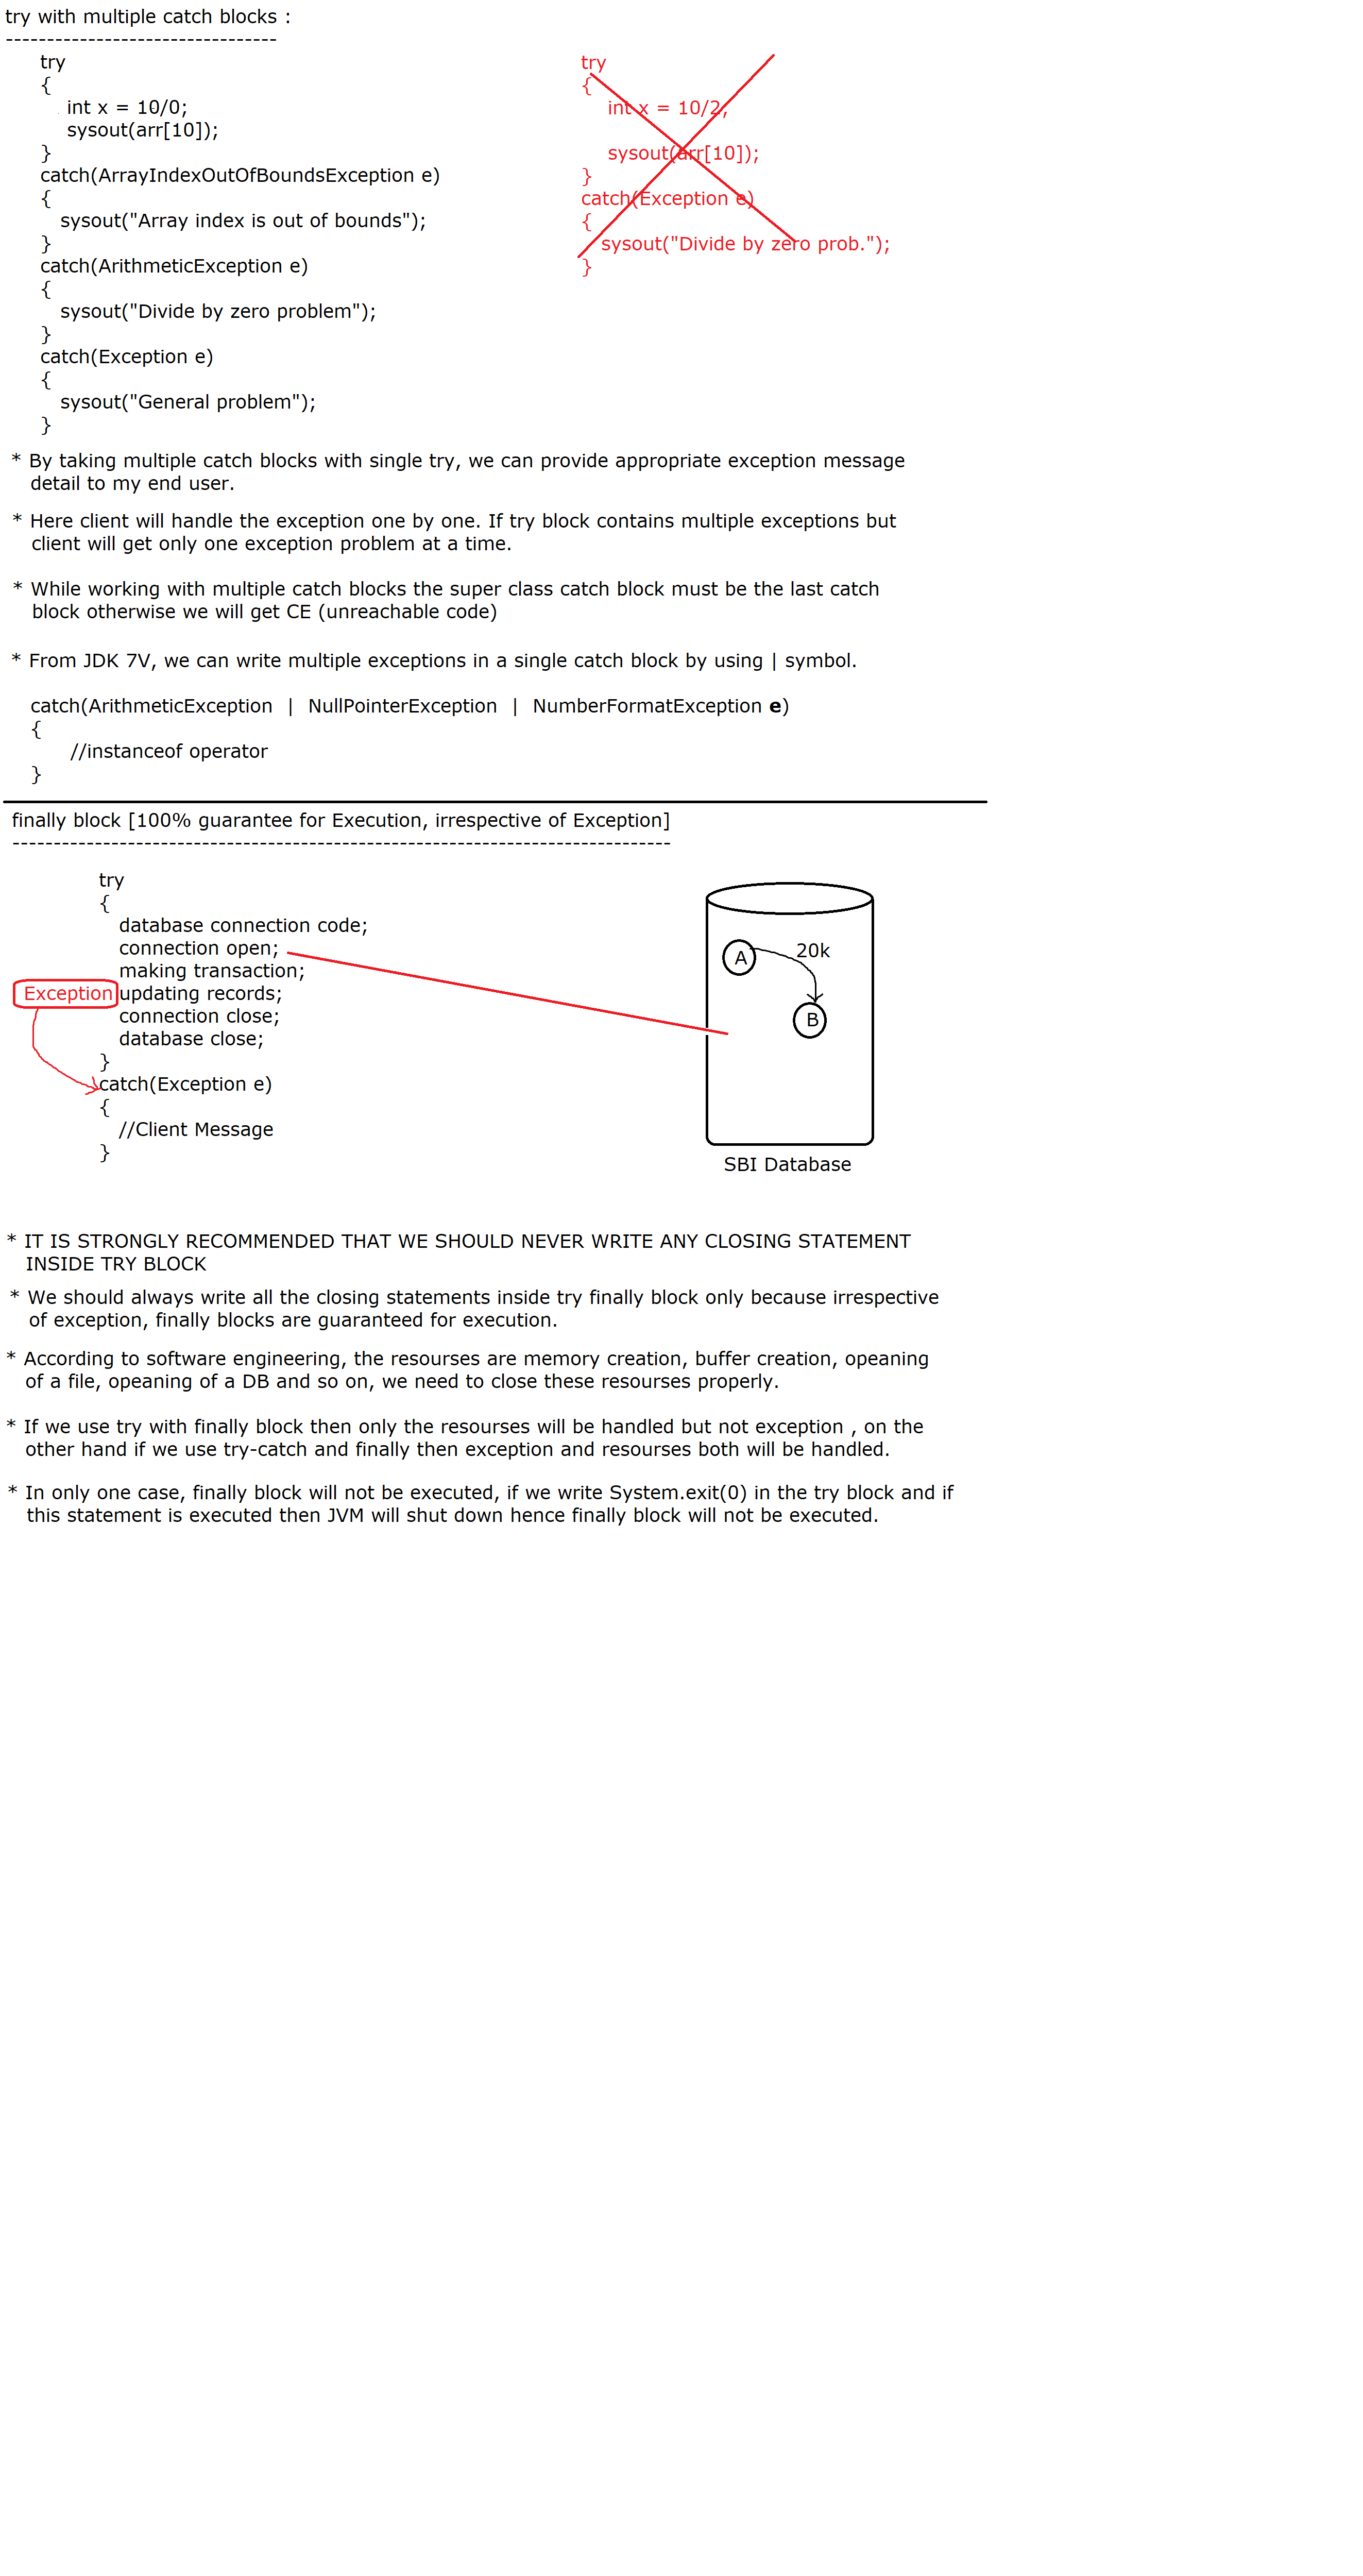 try with multiple catch blocks :
---------------------------------
try
{
int x = 10/0;
sysout(arr[10]);
}
catch(ArrayIndexOutOfBoundsException e)
{
sysout("Array index is out of bounds");
}
catch(ArithmeticException e)
{
sysout("Divide by zero problem");
}
catch(Exception e)
{
sysout("General problem");
}
try
{
int x = 10/2;
sysout(arr[10]);
}
catch(Exception e)
{
sysout("Divide by zero prob.");
}
* By taking multiple catch blocks with single try, we can provide appropriate exception message
detail to my end user.
* Here client will handle the exception one by one. If try block contains multiple exceptions but
client will get only one exception problem at a time.
* While working with multiple catch blocks the super class catch block must be the last catch
block otherwise we will get CE (unreachable code)
* From JDK 7V, we can write multiple exceptions in a single catch block by using | symbol.
catch(ArithmeticException | NullPointerException | NumberFormatException e)
{
//instanceof operator
}
finally block [100% guarantee for Execution, irrespective of Exception]
--------------------------------------------------------------------------------
try
{
database connection code;
connection open;
making transaction;
Exception updating records;
connection close;
database close;
}
catch(Exception e)
{
//Client Message
}
A
20k
B
SBI Database
* IT IS STRONGLY RECOMMENDED THAT WE SHOULD NEVER WRITE ANY CLOSING STATEMENT
INSIDE TRY BLOCK
* We should always write all the closing statements inside try finally block only because irrespective
of exception, finally blocks are guaranteed for execution.
* According to software engineering, the resourses are memory creation, buffer creation, opeaning
of a file, opeaning of a DB and so on, we need to close these resourses properly.
* If we use try with finally block then only the resourses will be handled but not exception , on the
other hand if we use try-catch and finally then exception and resourses both will be handled.
* In only one case, finally block will not be executed, if we write System.exit(0) in the try block and if
this statement is executed then JVM will shut down hence finally block will not be executed.